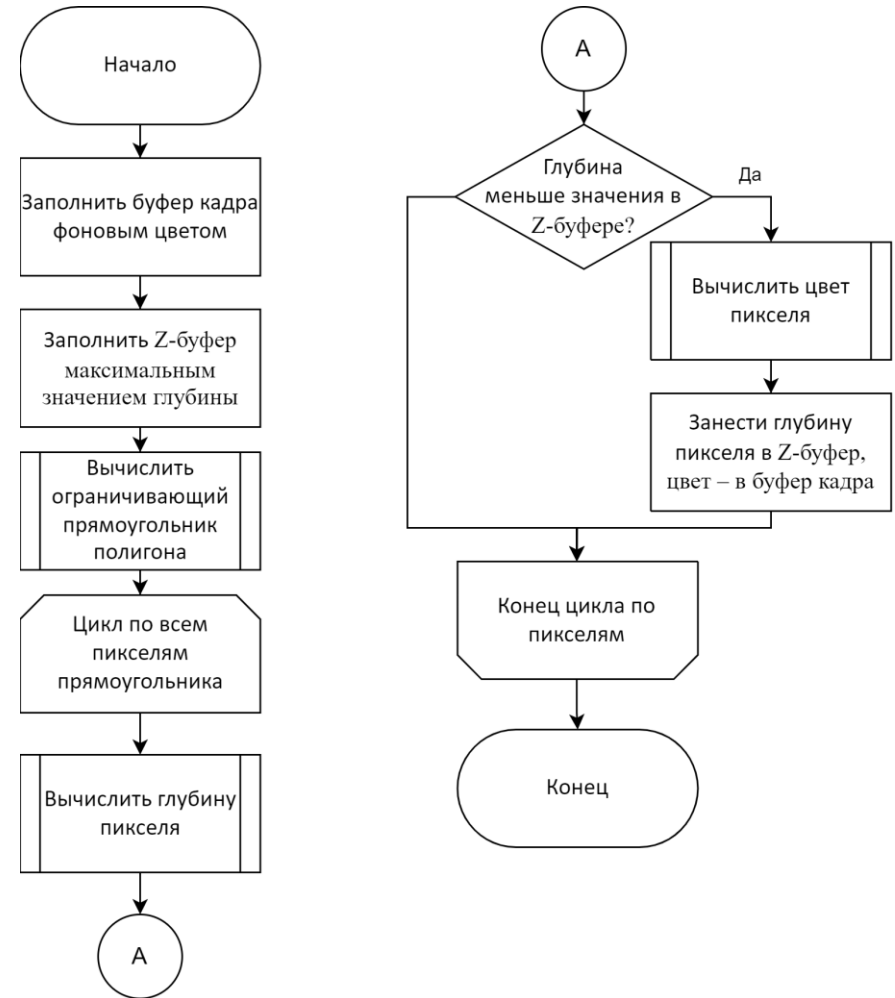 Начало
Заполнить буфер кадра
фоновым цветом
Заполнить Z-буфер
максимальным
значением глубины
Вычислить
ограничивающий
прямоугольник
полигона
Цикл по всем
пикселям
прямоугольника
Вычислить глубину
пикселя
А
А
Глубина
меньше значения в
Z-буфере?
Да
Вычислить цвет
пикселя
Занести глубину
пикселя в Z-буфер,
цвет – в буфер кадра
Конец цикла по
пикселям
Конец